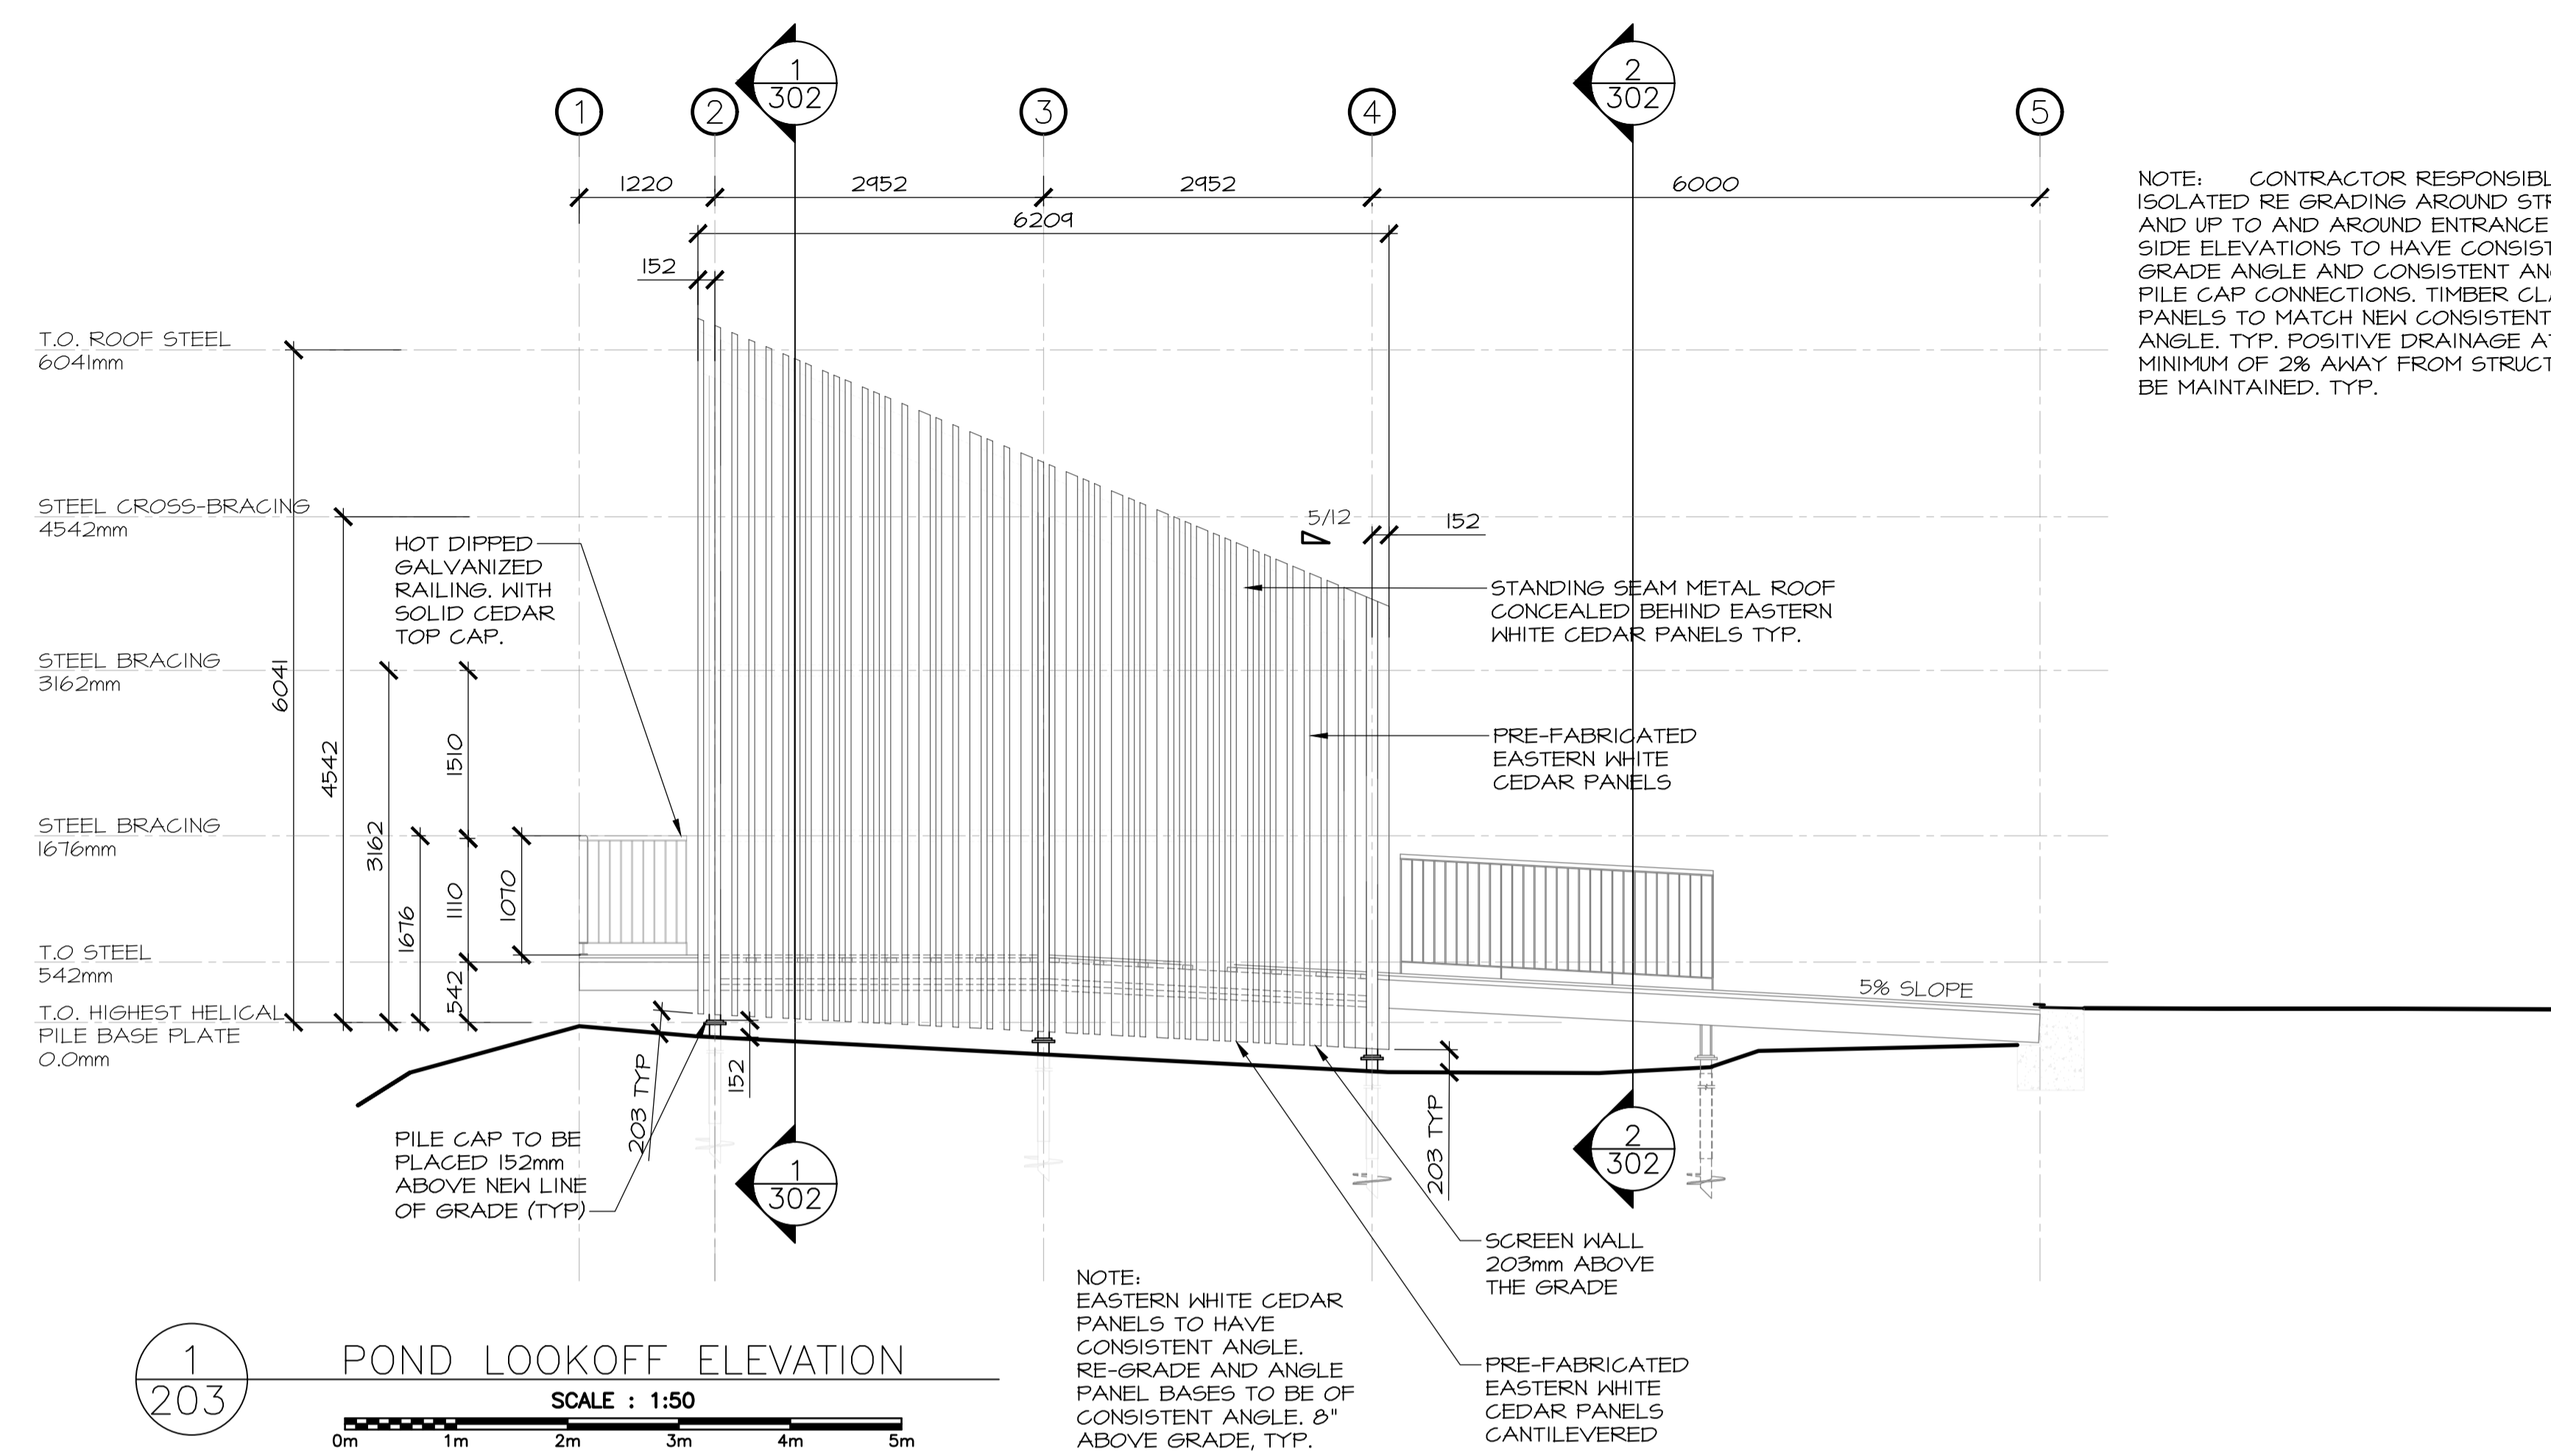 1
302
2
302
1
2
3
4
5
1220
2952
2952
6000
6209
152
NOTE: CONTRACTOR RESPONSIBL
ISOLATED RE GRADING AROUND STR
AND UP TO AND AROUND ENTRANCE
SIDE ELEVATIONS TO HAVE CONSIST
GRADE ANGLE AND CONSISTENT AN
PILE CAP CONNECTIONS. TIMBER CLA
PANELS TO MATCH NEW CONSISTENT
ANGLE. TYP. POSITIVE DRAINAGE A
MINIMUM OF 2% AWAY FROM STRUCT
BE MAINTAINED. TYP.
T.O. ROOF STEEL
6041mm
STEEL CROSS-BRACING
4542mm
5/12
152
HOT DIPPED
GALVANIZED
RAILING. WITH
SOLID CEDAR
TOP CAP.
STANDING SEAM METAL ROOF
CONCEALED BEHIND EASTERN
WHITE CEDAR PANELS TYP.
STEEL BRACING
3162mm
6041
4542
3162
1676
1510
1110
542
1070
PRE-FABRICATED
EASTERN WHITE
CEDAR PANELS
STEEL BRACING
1676mm
T.O STEEL
542mm
5% SLOPE
T.O. HIGHEST HELICAL
PILE BASE PLATE
0.0mm
203 TYP
152
203 TYP
PILE CAP TO BE
PLACED 152mm
ABOVE NEW LINE
OF GRADE (TYP)
1
302
2
302
SCREEN WALL
203mm ABOVE
THE GRADE
NOTE:
EASTERN WHITE CEDAR
PANELS TO HAVE
CONSISTENT ANGLE.
RE-GRADE AND ANGLE
PANEL BASES TO BE OF
CONSISTENT ANGLE. 8"
ABOVE GRADE, TYP.
PRE-FABRICATED
EASTERN WHITE
CEDAR PANELS
CANTILEVERED
1
203
POND LOOKOFF ELEVATION
SCALE : 1:50
0m 1m 2m 3m 4m 5m